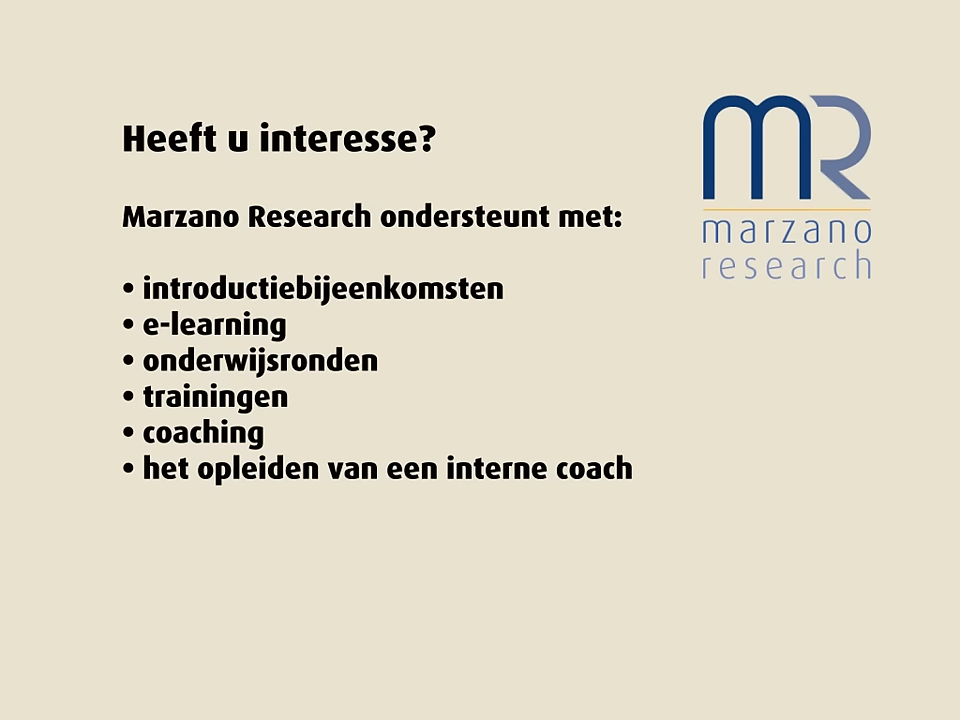 Heeft u interesse?
Marzano Research ondersteunt met:
• introductiebijeenkomsten
• e-learning
• onderwijsronden
• trainingen
• coaching
• het opleiden van een interne coach
mR
marzano
research